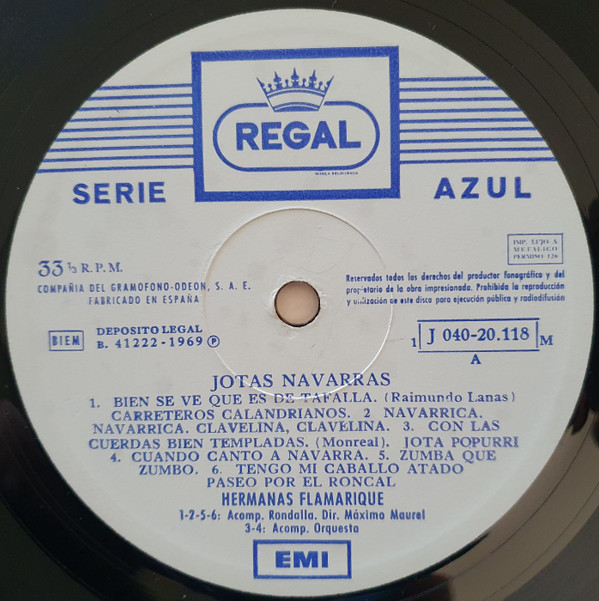 REGAL
MARCA REGISTRADA
SERIE AZUL
33 ½ R. P. M.
COMPAÑIA DEL GRAMOFONO-ODEON, S. A. E.
FABRICADO EN ESPAÑA
IMP. LUJO A
METALICO
PERMISO 126
Reservados todos los derechos del productor fonográfico y del
propietario de la obra impresionada. Prohibida la reproducción
y utilización de este disco para ejecución pública y radiodifusión
BIEM
DEPOSITO LEGAL
B. 41222 - 1969 Ⓟ
1 J 040-20.118 M
A
JOTAS NAVARRAS
1. BIEN SE VE QUE ES DE TAFALLA. (Raimundo Lanas)
CARRETEROS CALANDRIANOS. 2 NAVARRICA.
NAVARRICA. CLAVELINA, CLAVELINA. 3. CON LAS
CUERDAS BIEN TEMPLADAS. (Monreal). JOTA POPURRI
4. CUANDO CANTO A NAVARRA. 5. ZUMBA QUE
ZUMBO. 6. TENGO MI CABALLO ATADO
PASEO POR EL RONCAL
HERMANAS FLAMARIQUE
1-2-5-6: Acomp. Rondalla. Dir. Máximo Maurel
3-4: Acomp. Orquesta
EMI